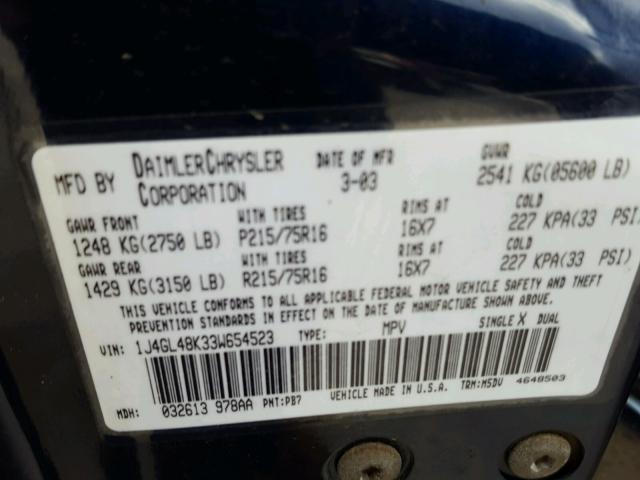 MFD BY DAIMLERCHRYSLER CORPORATION DATE OF MFR 3-03 GVWR 2541 KG(05600 LB)
GAWR FRONT WITH TIRES RIMS AT COLD
1248 KG(2750 LB) P215/75R16 16X7 227 KPA(33 PSI)
GAWR REAR WITH TIRES RIMS AT COLD
1429 KG(3150 LB) R215/75R16 16X7 227 KPA(33 PSI)
THIS VEHICLE CONFORMS TO ALL APPLICABLE FEDERAL MOTOR VEHICLE SAFETY AND THEFT
PREVENTION STANDARDS IN EFFECT ON THE DATE OF MANUFACTURE SHOWN ABOVE.
VIN: 1J4GL48K33W654523 TYPE: MPV SINGLE X DUAL
MDH: 032613 978AA PNT:PB7 VEHICLE MADE IN U.S.A. TRM:MSDV 4648503